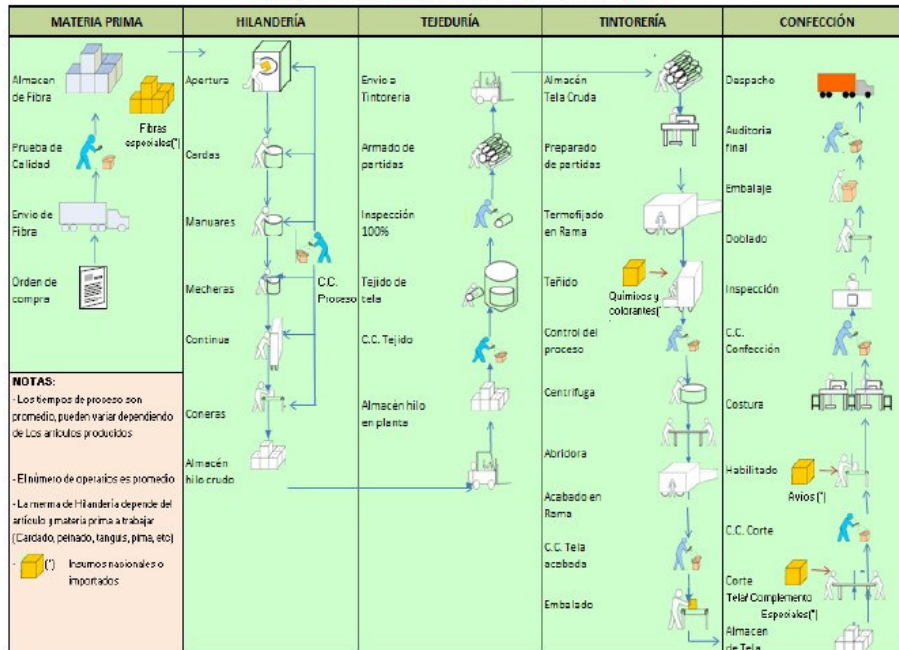 MATERIA PRIMA
Almacen
de Fibra
Fibras
especiales(*)
Prueba de
Calidad
Envio de
Fibra
Orden de
compra
NOTAS:
- Los tiempos de proceso son
promedio, pueden variar dependiendo
de Los artículos producidos
- El número de operarios es promedio
- La merma de Hilandería depende del
artículo y materia prima a trabajar
(Cardado, peinado, tanguis, pima, etc)
- (*) Insumos nacionales o
importados
HILANDERÍA
Apertura
Cardas
Manuares
C.C.
Proceso
Mecheras
Continua
Coneras
Almacén
hilo crudo
TEJEDURÍA
Envio a
Tintoreria
Armado de
partidas
Inspección
100%
Tejido de
tela
C.C. Tejido
Almacén hilo
en planta
TINTORERÍA
Almacén
Tela Cruda
Preparado
de partidas
Termofijado
en Rama
Teñido
Quimicos y
colorantes(*
Control del
proceso
Centrífuga
Abridora
Acabado en
Rama
C.C. Tela
acabada
Embalado
CONFECCIÓN
Despacho
Auditoria
final
Embalaje
Doblado
Inspección
C.C.
Confección
Costura
Habilitado
Avios (*)
C.C. Corte
Corte
Tela/ Complemento
Especiales(*)
Almacen
de Tela